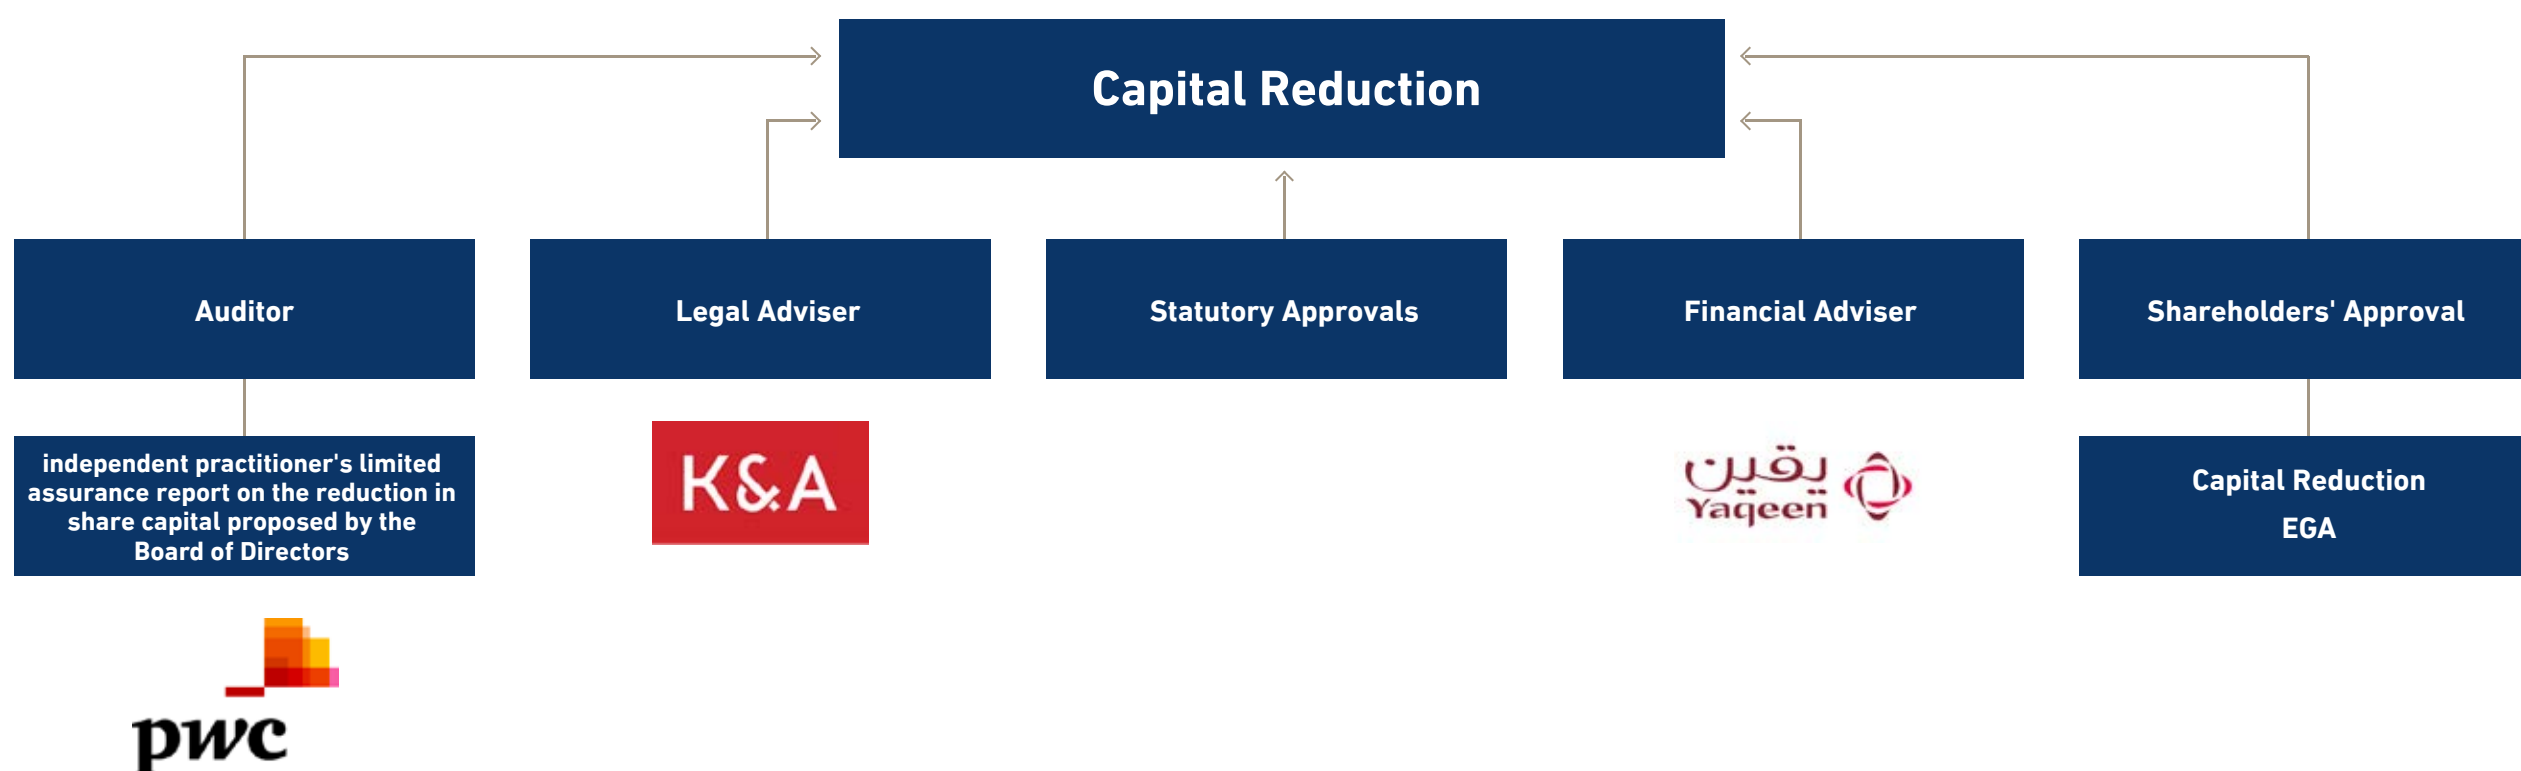 Capital Reduction
Auditor
Legal Adviser
Statutory Approvals
Financial Adviser
Shareholders' Approval
independent practitioner's limited
assurance report on the reduction in
share capital proposed by the
Board of Directors
K&A
يقين
Yaqeen
Capital Reduction
EGA
pwc